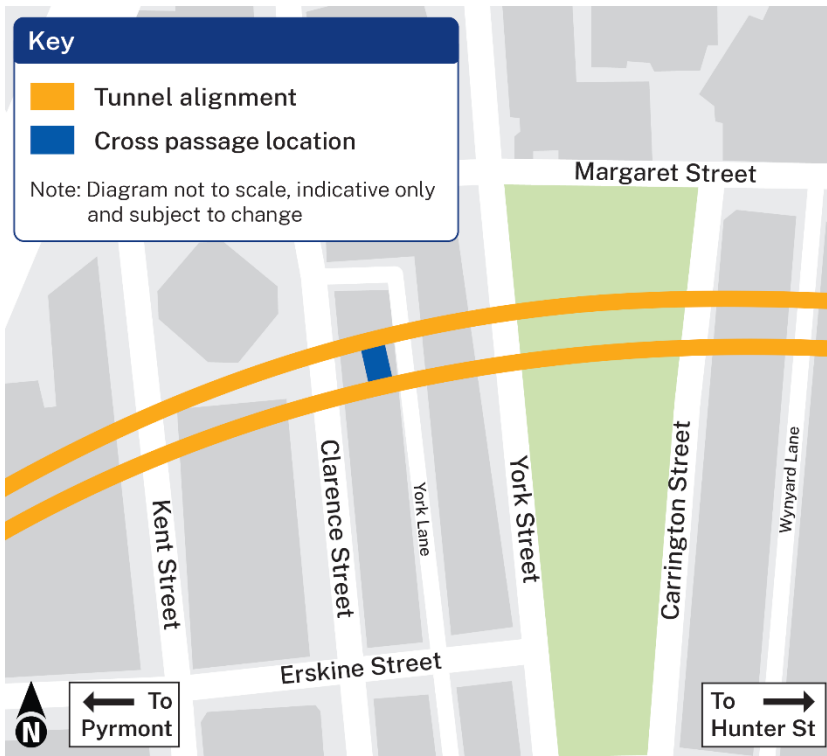 Key
Tunnel alignment
Cross passage location
Note: Diagram not to scale, indicative only
and subject to change
Margaret Street
Kent Street
Clarence Street
York Lane
York Street
Carrington Street
Wynyard Lane
Erskine Street
N
To
Pyrmont
To
Hunter St